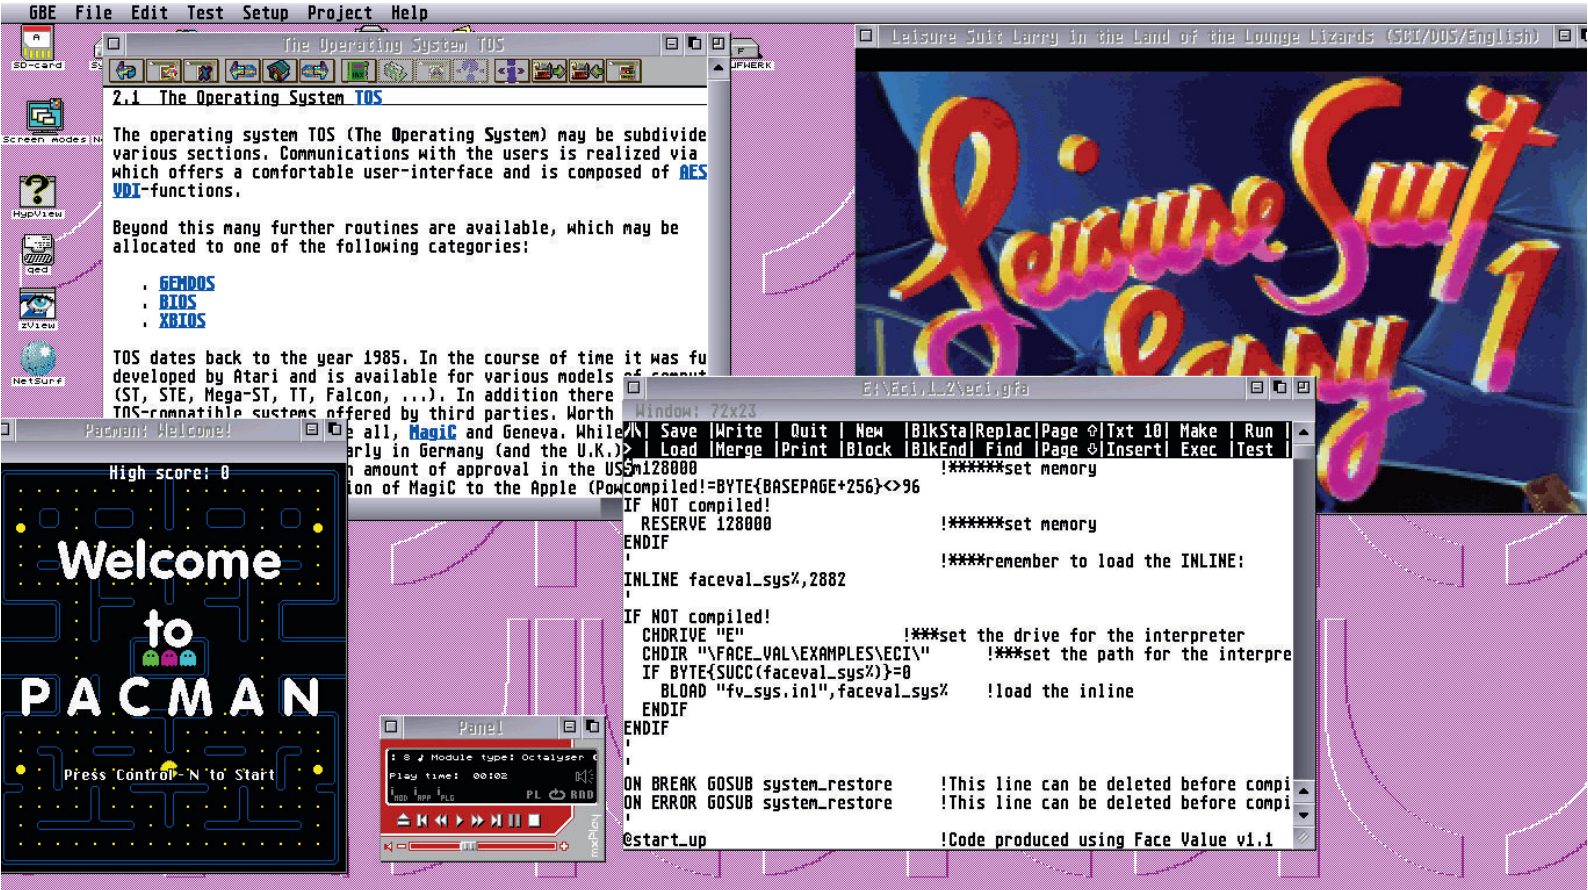 GBE File Edit Test Setup Project Help
SD-card
Screen modes
HypView
qed
zView
NetSurf
The Operating System TOS
2.1 The Operating System TOS
The operating system TOS (The Operating System) may be subdivide
various sections. Communications with the users is realized via
which offers a comfortable user-interface and is composed of AES
VDI-functions.
Beyond this many further routines are available, which may be
allocated to one of the following categories:
. GEMDOS
. BIOS
. XBIOS
TOS dates back to the year 1985. In the course of time it was fu
developed by Atari and is available for various models of comput
(ST, STE, Mega-ST, TT, Falcon, ...). In addition there
TOS-compatible systems offered by third parties. Worth
e all, MagiC and Geneva. While
arly in Germany (and the U.K.)
h amount of approval in the US
ion of MagiC to the Apple (Pow
UFWERK
Leisure Suit Larry in the Land of the Lounge Lizards (SCI/DOS/English)
Leisure Suit
Larry 1
Pacman: Welcome!
High score: 0
Welcome
to
PACMAN
Press Control-N to Start
Panel
: 8 ♪ Module type: Octalyser
Play time: 00:02
MOD APP PLG PL RND
mxPlay
E:\Eci.1_2\eci.gfa
Window: 72x23
| Save |Write | Quit | New |BlkSta|Replac|Page ⇧|Txt 10| Make | Run |
> | Load |Merge |Print |Block |BlkEnd| Find |Page ⇩|Insert| Exec |Test |
$m128000 !******set memory
compiled!=BYTE{BASEPAGE+256}<>96
IF NOT compiled!
RESERVE 128000 !******set memory
ENDIF
' !****remember to load the INLINE:
INLINE faceval_sys%,2882
'
IF NOT compiled!
CHDRIVE "E" !***set the drive for the interpreter
CHDIR "\FACE_VAL\EXAMPLES\ECI\" !***set the path for the interpre
IF BYTE{SUCC(faceval_sys%)}=0
BLOAD "fv_sys.inl",faceval_sys% !load the inline
ENDIF
ENDIF
'
'
ON BREAK GOSUB system_restore !This line can be deleted before compi
ON ERROR GOSUB system_restore !This line can be deleted before compi
'
@start_up !Code produced using Face Value v1.1